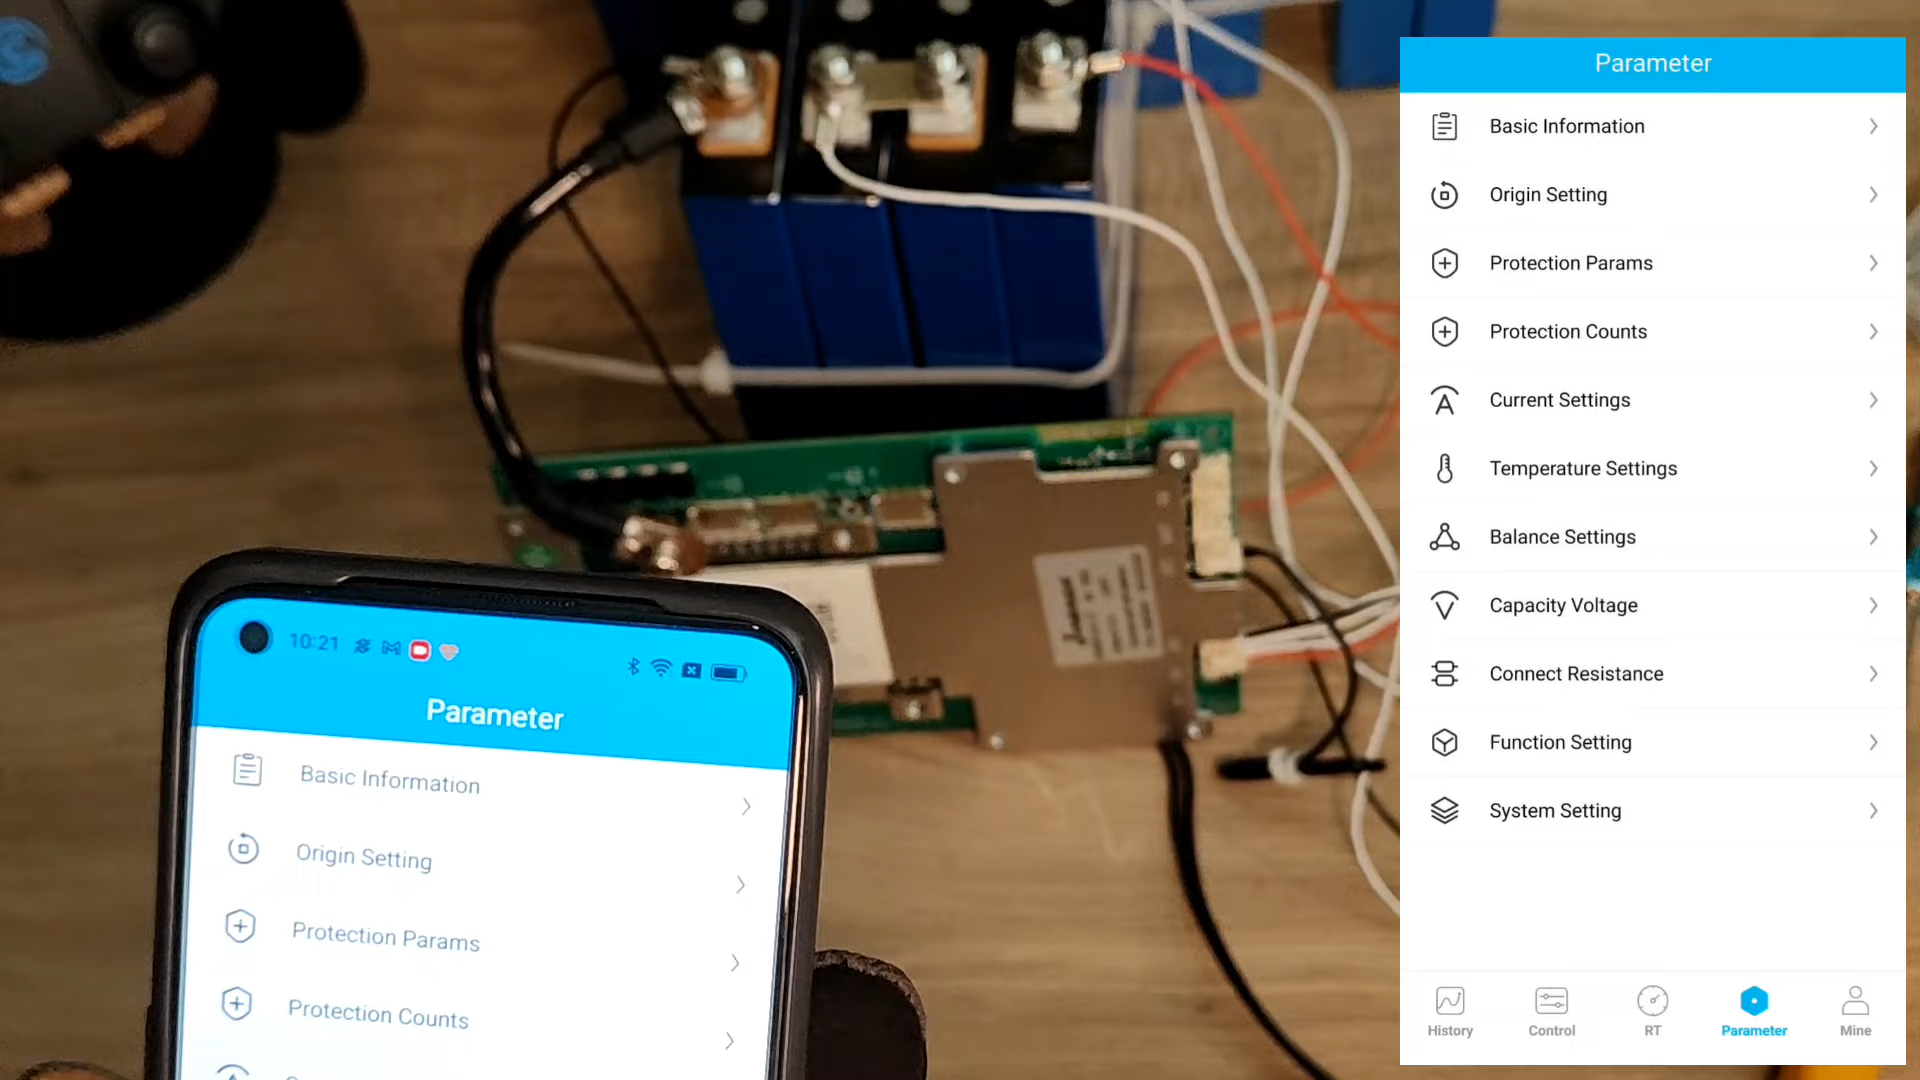 10:21
Parameter
Basic Information
Origin Setting
Protection Params
Protection Counts
Parameter
Basic Information
Origin Setting
Protection Params
Protection Counts
Current Settings
Temperature Settings
Balance Settings
Capacity Voltage
Connect Resistance
Function Setting
System Setting
History
Control
RT
Parameter
Mine